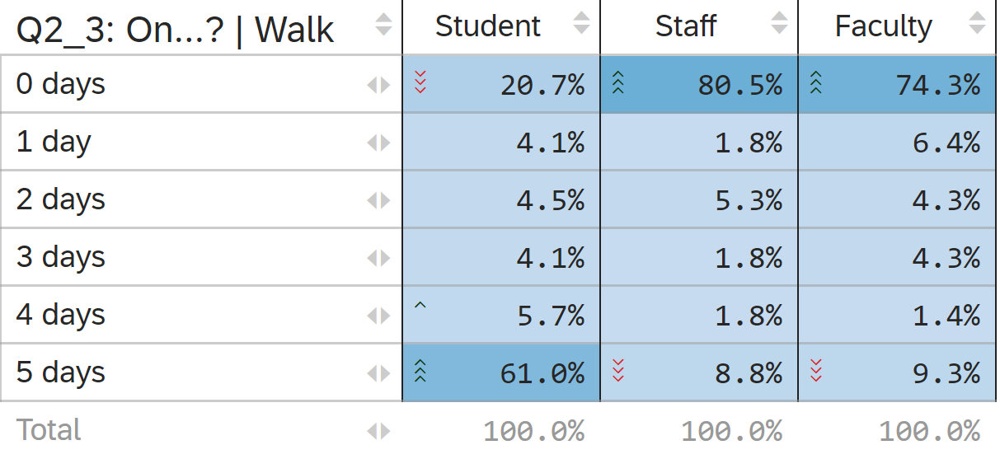 Q2_3: On...? | Walk Student Staff Faculty
0 days 20.7% 80.5% 74.3%
1 day 4.1% 1.8% 6.4%
2 days 4.5% 5.3% 4.3%
3 days 4.1% 1.8% 4.3%
4 days 5.7% 1.8% 1.4%
5 days 61.0% 8.8% 9.3%
Total 100.0% 100.0% 100.0%